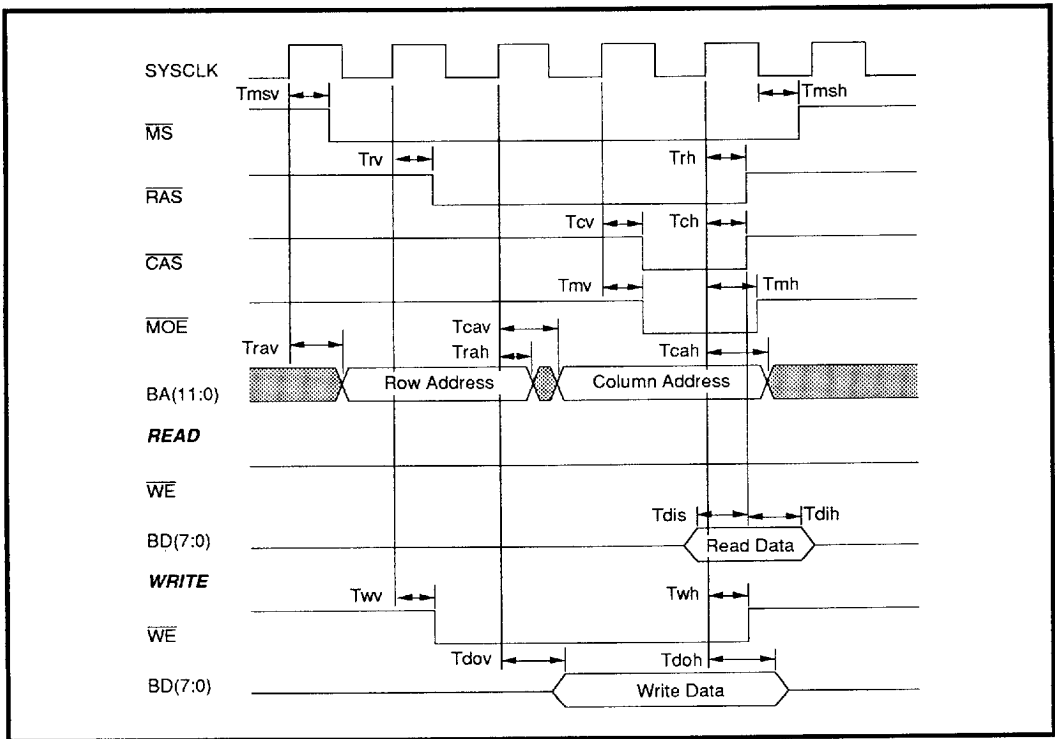 SYSCLK
Tmsv
Tmsh
MS
Trv
Trh
RAS
Tcv
Tch
CAS
Tmv
Tmh
MOE
Tcav
Trav
Trah
Tcah
Row Address
Column Address
BA(11:0)
READ
WE
Tdis
Tdih
BD(7:0)
Read Data
WRITE
Twv
Twh
WE
Tdov
Tdoh
BD(7:0)
Write Data